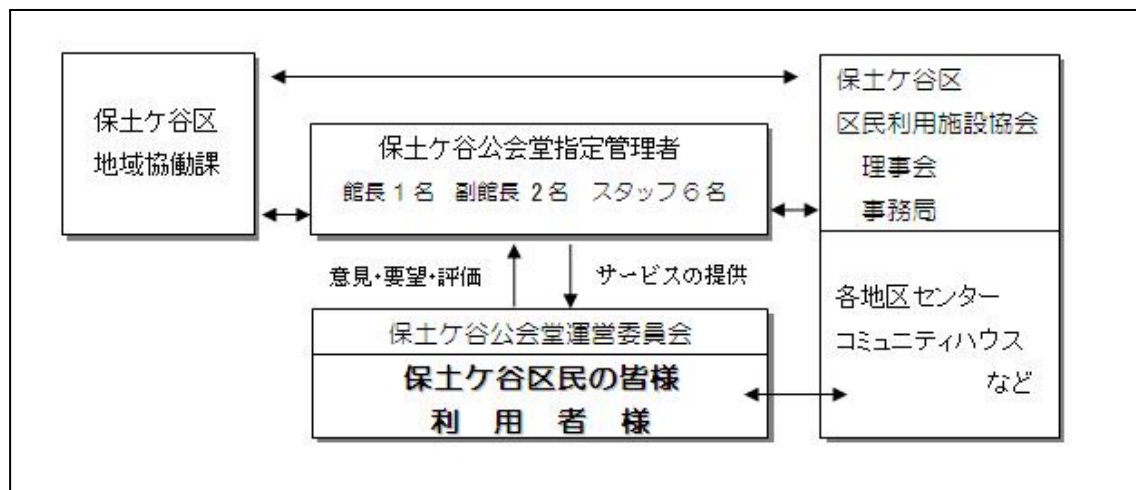 保土ケ谷区
地域協働課
保土ケ谷公会堂指定管理者
館長1名 副館長2名 スタッフ6名
保土ケ谷区
区民利用施設協会
理事会
事務局
意見・要望・評価
サービスの提供
保土ケ谷公会堂運営委員会
保土ケ谷区民の皆様
利 用 者 様
各地区センター
コミュニティハウス
など